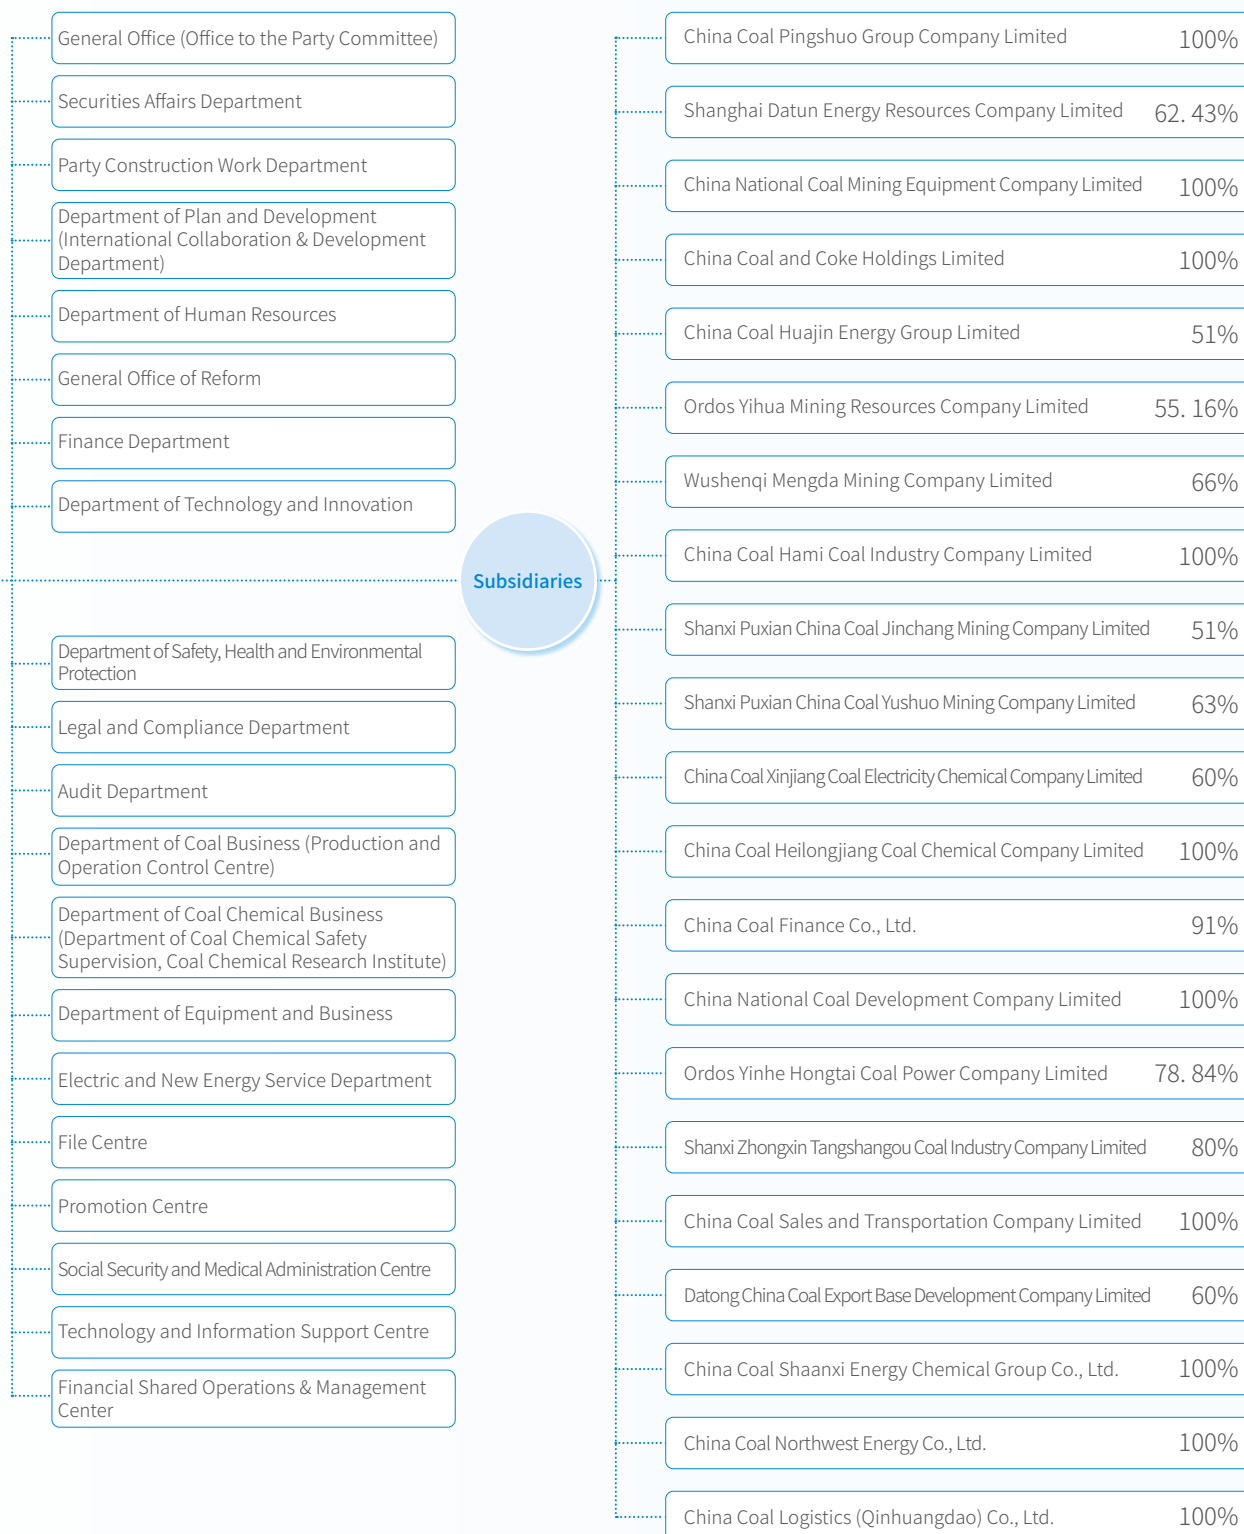 General Office (Office to the Party Committee)
Securities Affairs Department
Party Construction Work Department
Department of Plan and Development
(International Collaboration & Development
Department)
Department of Human Resources
General Office of Reform
Finance Department
Department of Technology and Innovation
Department of Safety, Health and Environmental
Protection
Legal and Compliance Department
Audit Department
Department of Coal Business (Production and
Operation Control Centre)
Department of Coal Chemical Business
(Department of Coal Chemical Safety
Supervision, Coal Chemical Research Institute)
Department of Equipment and Business
Electric and New Energy Service Department
File Centre
Promotion Centre
Social Security and Medical Administration Centre
Technology and Information Support Centre
Financial Shared Operations & Management
Center
Subsidiaries
China Coal Pingshuo Group Company Limited 100%
Shanghai Datun Energy Resources Company Limited 62. 43%
China National Coal Mining Equipment Company Limited 100%
China Coal and Coke Holdings Limited 100%
China Coal Huajin Energy Group Limited 51%
Ordos Yihua Mining Resources Company Limited 55. 16%
Wushenqi Mengda Mining Company Limited 66%
China Coal Hami Coal Industry Company Limited 100%
Shanxi Puxian China Coal Jinchang Mining Company Limited 51%
Shanxi Puxian China Coal Yushuo Mining Company Limited 63%
China Coal Xinjiang Coal Electricity Chemical Company Limited 60%
China Coal Heilongjiang Coal Chemical Company Limited 100%
China Coal Finance Co., Ltd. 91%
China National Coal Development Company Limited 100%
Ordos Yinhe Hongtai Coal Power Company Limited 78. 84%
Shanxi Zhongxin Tangshangou Coal Industry Company Limited 80%
China Coal Sales and Transportation Company Limited 100%
Datong China Coal Export Base Development Company Limited 60%
China Coal Shaanxi Energy Chemical Group Co., Ltd. 100%
China Coal Northwest Energy Co., Ltd. 100%
China Coal Logistics (Qinhuangdao) Co., Ltd. 100%